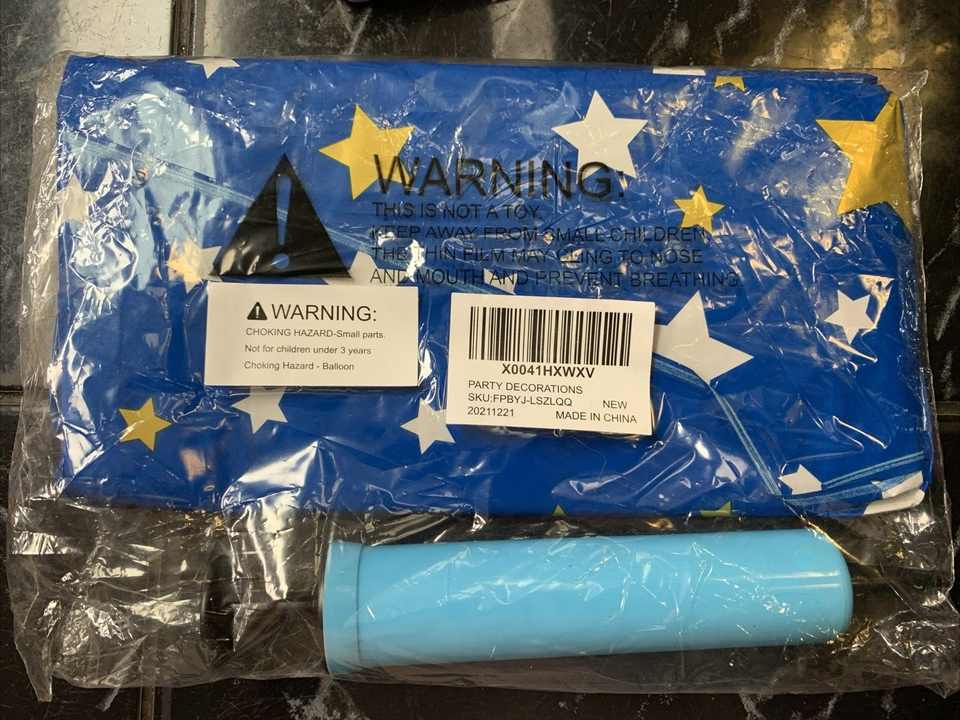 WARNING:
THIS IS NOT A TOY.
KEEP AWAY FROM SMALL CHILDREN.
THE THIN FILM MAY CLING TO NOSE
AND MOUTH AND PREVENT BREATHING.
WARNING:
CHOKING HAZARD-Small parts.
Not for children under 3 years
Choking Hazard - Balloon
X0041HXWXV
PARTY DECORATIONS
SKU:FPBYJ-LSZLQQ NEW
20211221 MADE IN CHINA